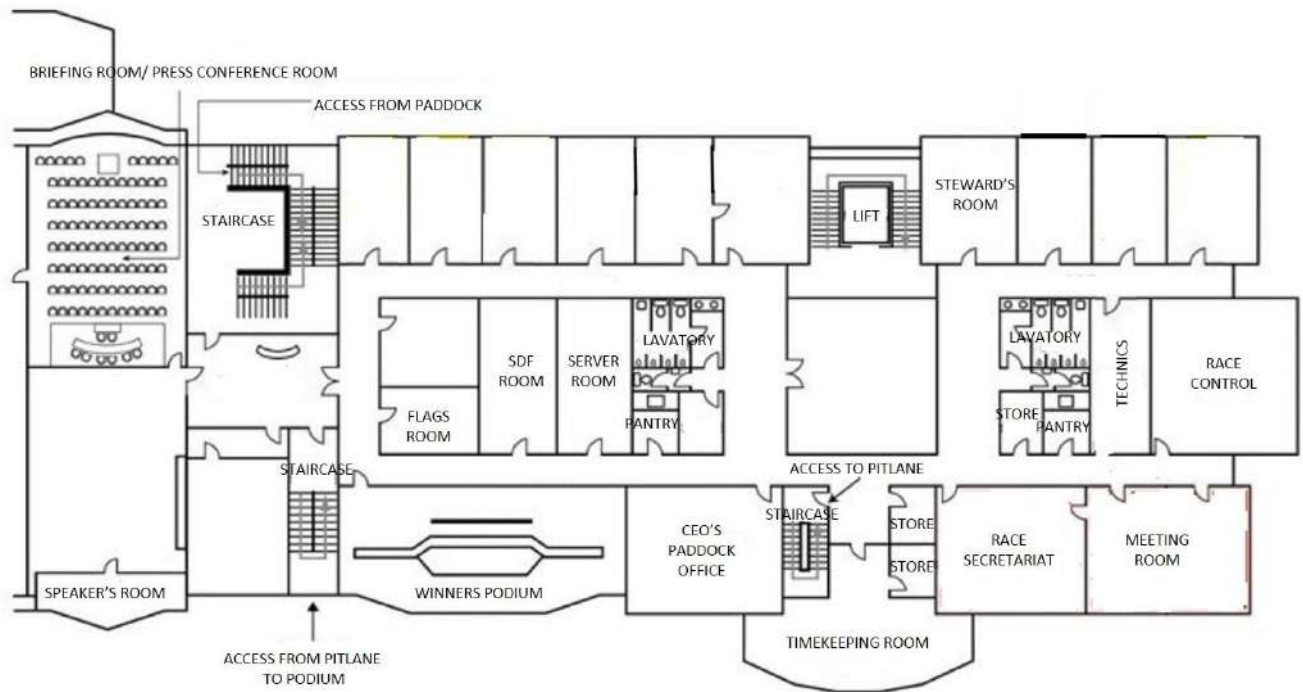 BRIEFING ROOM/ PRESS CONFERENCE ROOM
ACCESS FROM PADDOCK
STAIRCASE
LIFT
STEWARD'S
ROOM
SDF
ROOM
SERVER
ROOM
LAVATORY
FLAGS
ROOM
PANTRY
LAVATORY
STORE
PANTRY
TECHNICS
RACE
CONTROL
STAIRCASE
ACCESS TO PITLANE
STAIRCASE
CEO'S
PADDOCK
OFFICE
STORE
STORE
RACE
SECRETARIAT
MEETING
ROOM
SPEAKER'S ROOM
WINNERS PODIUM
TIMEKEEPING ROOM
ACCESS FROM PITLANE
TO PODIUM